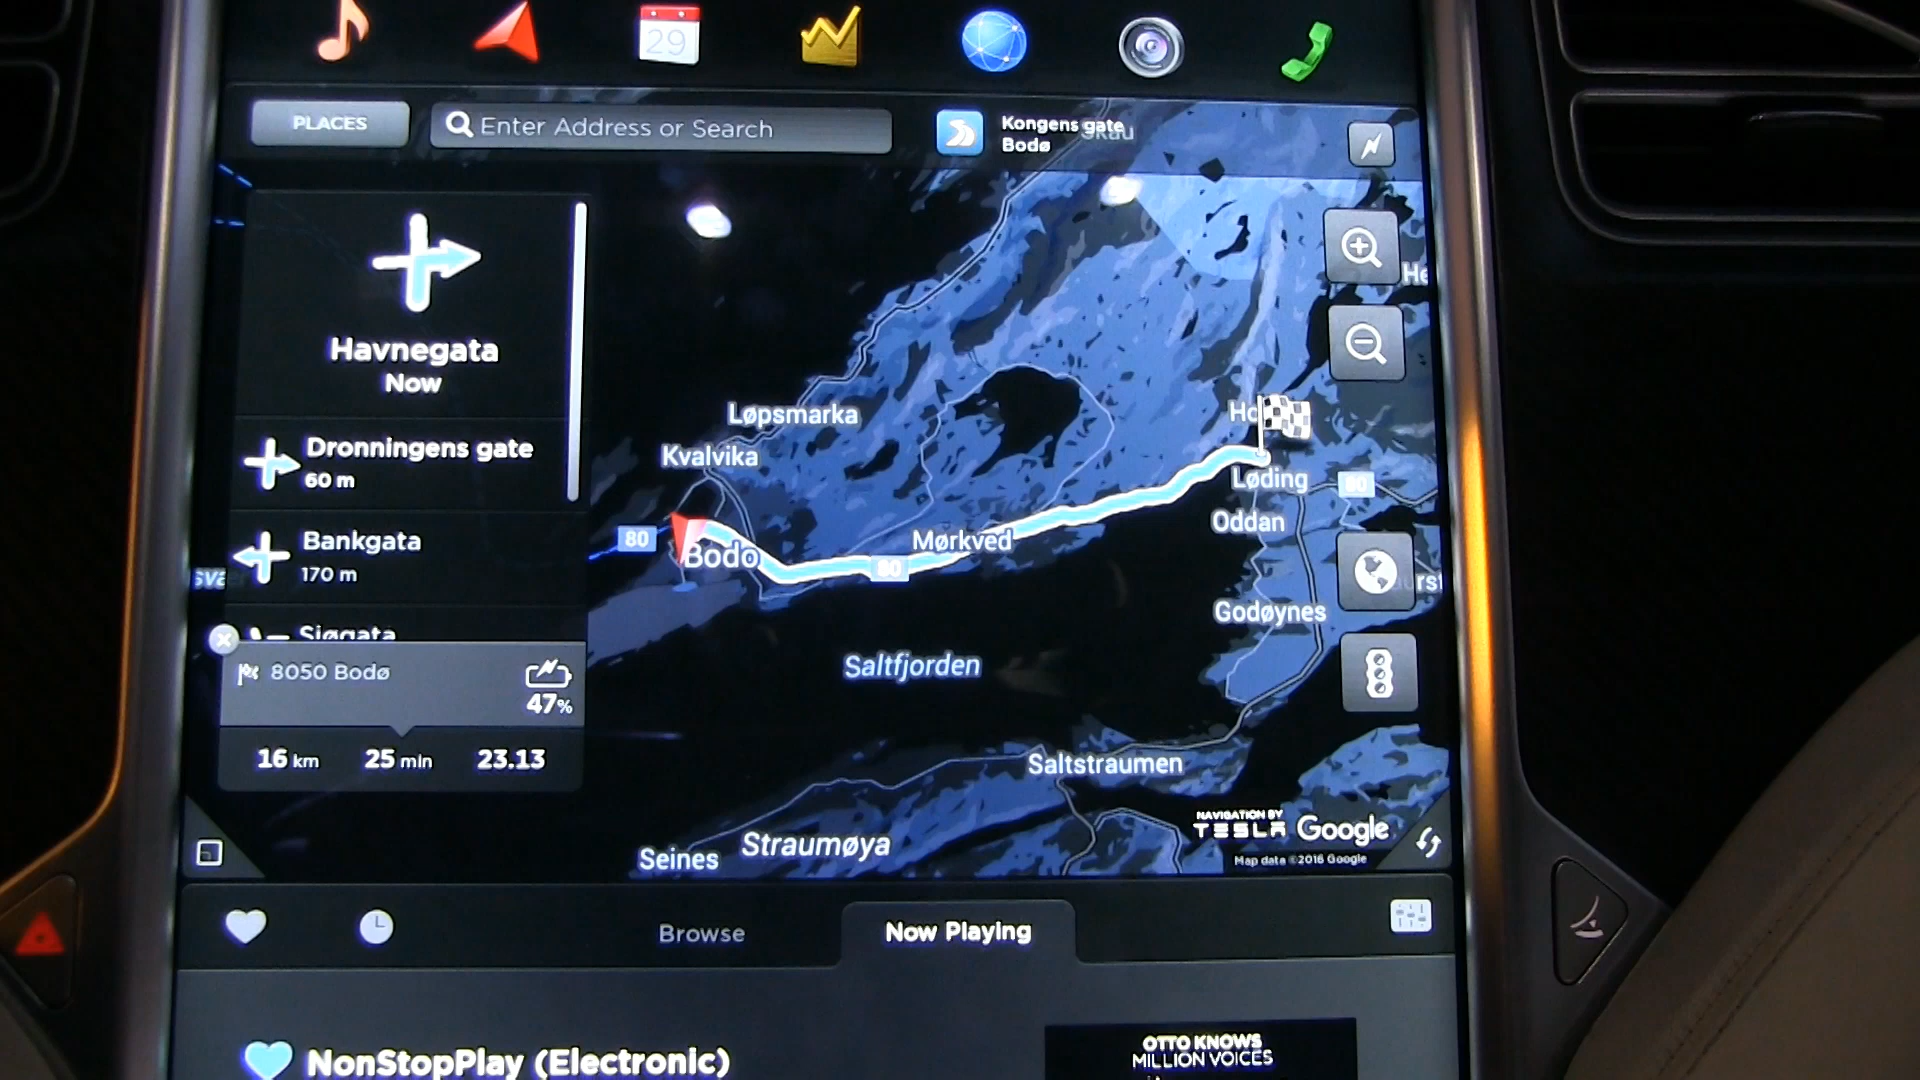 29
PLACES
Enter Address or Search
Kongens gate
Bodø
Havnegata
Now
Dronningens gate
60 m
Bankgata
170 m
Sjøgata
8050 Bodø
47%
16 km
25 min
23.13
Løpsmarka
Kvalvika
80
Bodø
80
Mørkved
Løding
80
Oddan
Godøynes
Saltfjorden
Saltstraumen
Straumøya
Seines
NAVIGATION BY
TESLA Google
Map data ©2016 Google
Browse
Now Playing
NonStopPlay (Electronic)
OTTO KNOWS
MILLION VOICES